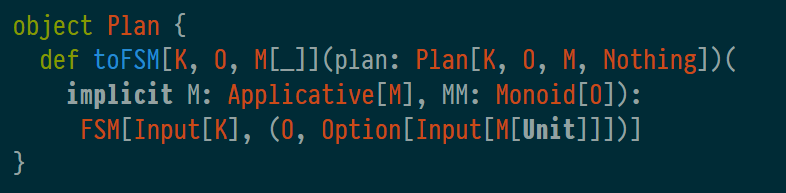 object Plan {
  def toFSM[K, O, M[_]](plan: Plan[K, O, M, Nothing])(
    implicit M: Applicative[M], MM: Monoid[O]):
     FSM[Input[K], (O, Option[Input[M[Unit]]])]
}